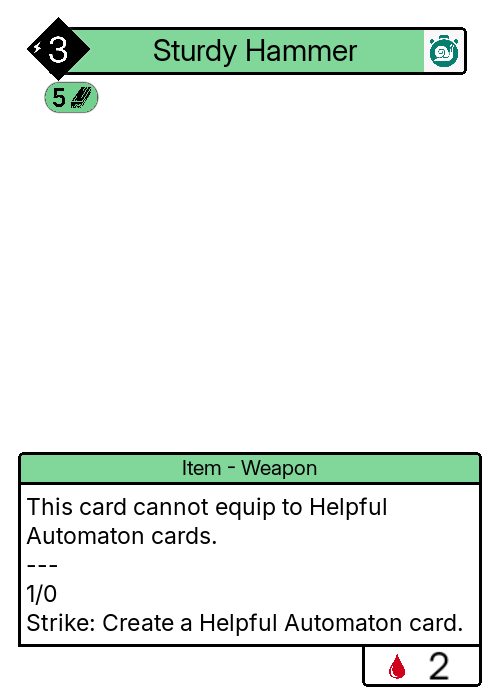 3
Sturdy Hammer
5
Item - Weapon
This card cannot equip to Helpful
Automaton cards.
---
1/0
Strike: Create a Helpful Automaton card.
2